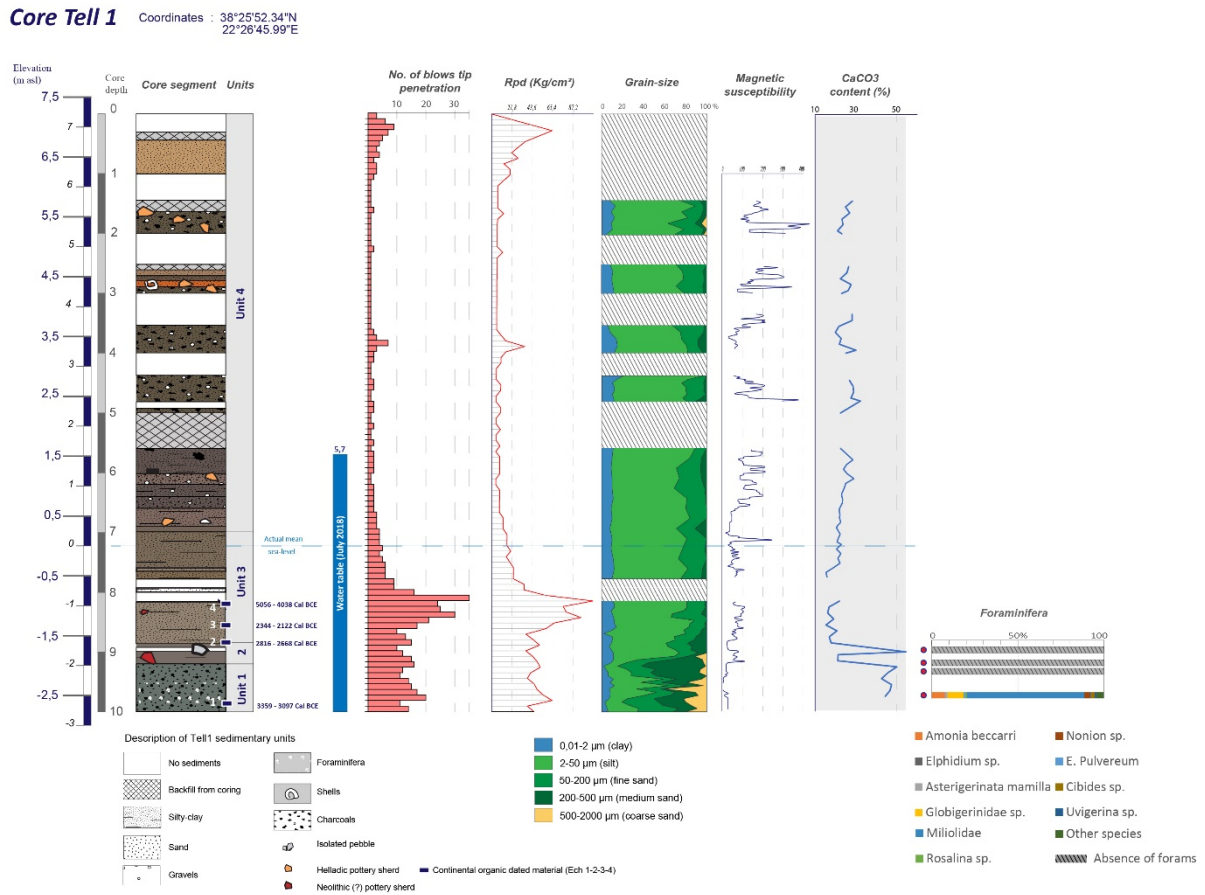 Core Tell 1
Coordinates : 38°25'52.34"N
22°26'45.99"E
Elevation
(m asl)
Core
depth
Core segment
Units
No. of blows tip
penetration
Rpd (Kg/cm²)
Grain-size
Magnetic
susceptibility
CaCO3
content (%)
10 20 30
0 20 40 60 80 100 %
10 30 50
7,5
7
6,5
6
5,5
5
4,5
4
3,5
3
2,5
2
1,5
1
0,5
0
-0,5
-1
-1,5
-2
-2,5
-3
0
1
2
3
4
5
6
7
8
9
10
Unit 4
Unit 3
2
Unit 1
4
3
2
1
5,7
Water table (July 2018)
Actual mean
sea-level
5056 - 4038 Cal BCE
2344 - 2122 Cal BCE
2816 - 2668 Cal BCE
3359 - 3097 Cal BCE
Foraminifera
0 50% 100
Description of Tell1 sedimentary units
No sediments
Backfill from coring
Silty-clay
Sand
Gravels
Foraminifera
Shells
Charcoals
Isolated pebble
Helladic pottery sherd
Neolithic (?) pottery sherd
Continental organic dated material (Ech 1-2-3-4)
0,01-2 µm (clay)
2-50 µm (silt)
50-200 µm (fine sand)
200-500 µm (medium sand)
500-2000 µm (coarse sand)
Amonia beccarri
Elphidium sp.
Asterigerinata mamilla
Globigerinidae sp.
Miliolidae
Rosalina sp.
Nonion sp.
E. Pulvereum
Cibides sp.
Uvigerina sp.
Other species
Absence of forams